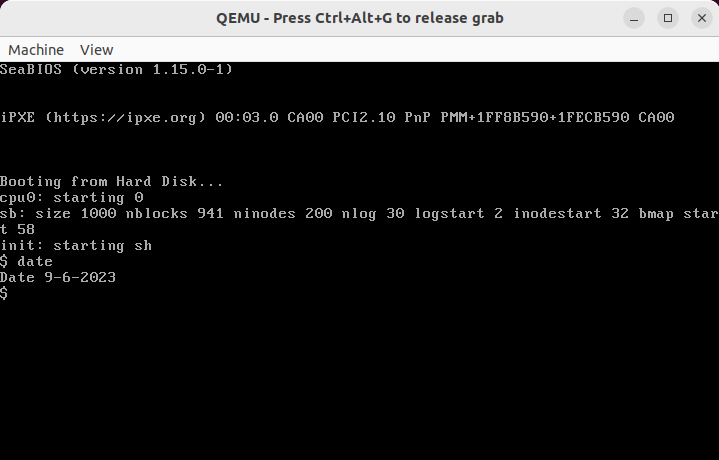 QEMU - Press Ctrl+Alt+G to release grab
Machine View
SeaBIOS (version 1.15.0-1)
iPXE (https://ipxe.org) 00:03.0 CA00 PCI2.10 PnP PMM+1FF8B590+1FECB590 CA00
Booting from Hard Disk...
cpu0: starting 0
sb: size 1000 nblocks 941 ninodes 200 nlog 30 logstart 2 inodestart 32 bmap star
t 58
init: starting sh
$ date
Date 9-6-2023
$